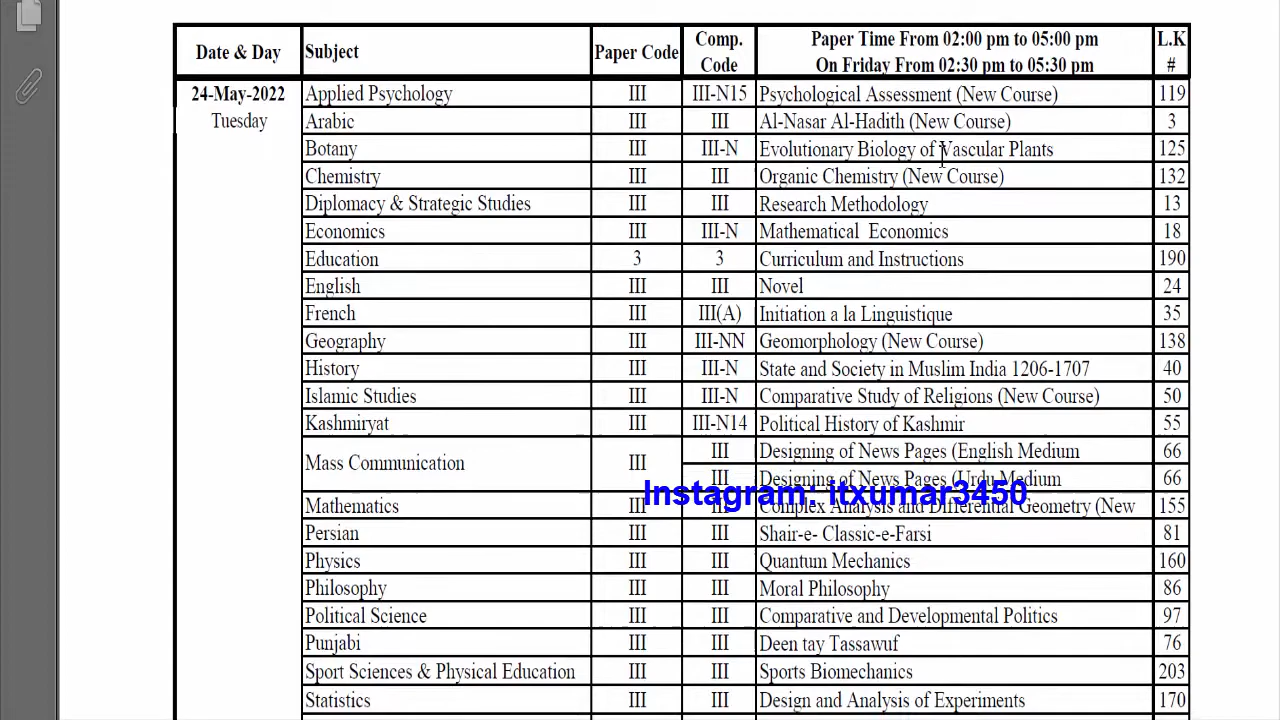 Date & Day Subject Paper Code Comp. Code Paper Time From 02:00 pm to 05:00 pm On Friday From 02:30 pm to 05:30 pm L.K #
24-May-2022 Applied Psychology III III-N15 Psychological Assessment (New Course) 119
Tuesday Arabic III III Al-Nasar Al-Hadith (New Course) 3
Botany III III-N Evolutionary Biology of Vascular Plants 125
Chemistry III III Organic Chemistry (New Course) 132
Diplomacy & Strategic Studies III III Research Methodology 13
Economics III III-N Mathematical Economics 18
Education 3 3 Curriculum and Instructions 190
English III III Novel 24
French III III(A) Initiation a la Linguistique 35
Geography III III-NN Geomorphology (New Course) 138
History III III-N State and Society in Muslim India 1206-1707 40
Islamic Studies III III-N Comparative Study of Religions (New Course) 50
Kashmiryat III III-N14 Political History of Kashmir 55
Mass Communication III III Designing of News Pages (English Medium 66
III Designing of News Pages (Urdu Medium 66
Instagram: itxumar3450
Mathematics III III Complex Analysis and Differential Geometry (New 155
Persian III III Shair-e- Classic-e-Farsi 81
Physics III III Quantum Mechanics 160
Philosophy III III Moral Philosophy 86
Political Science III III Comparative and Developmental Politics 97
Punjabi III III Deen tay Tassawuf 76
Sport Sciences & Physical Education III III Sports Biomechanics 203
Statistics III III Design and Analysis of Experiments 170